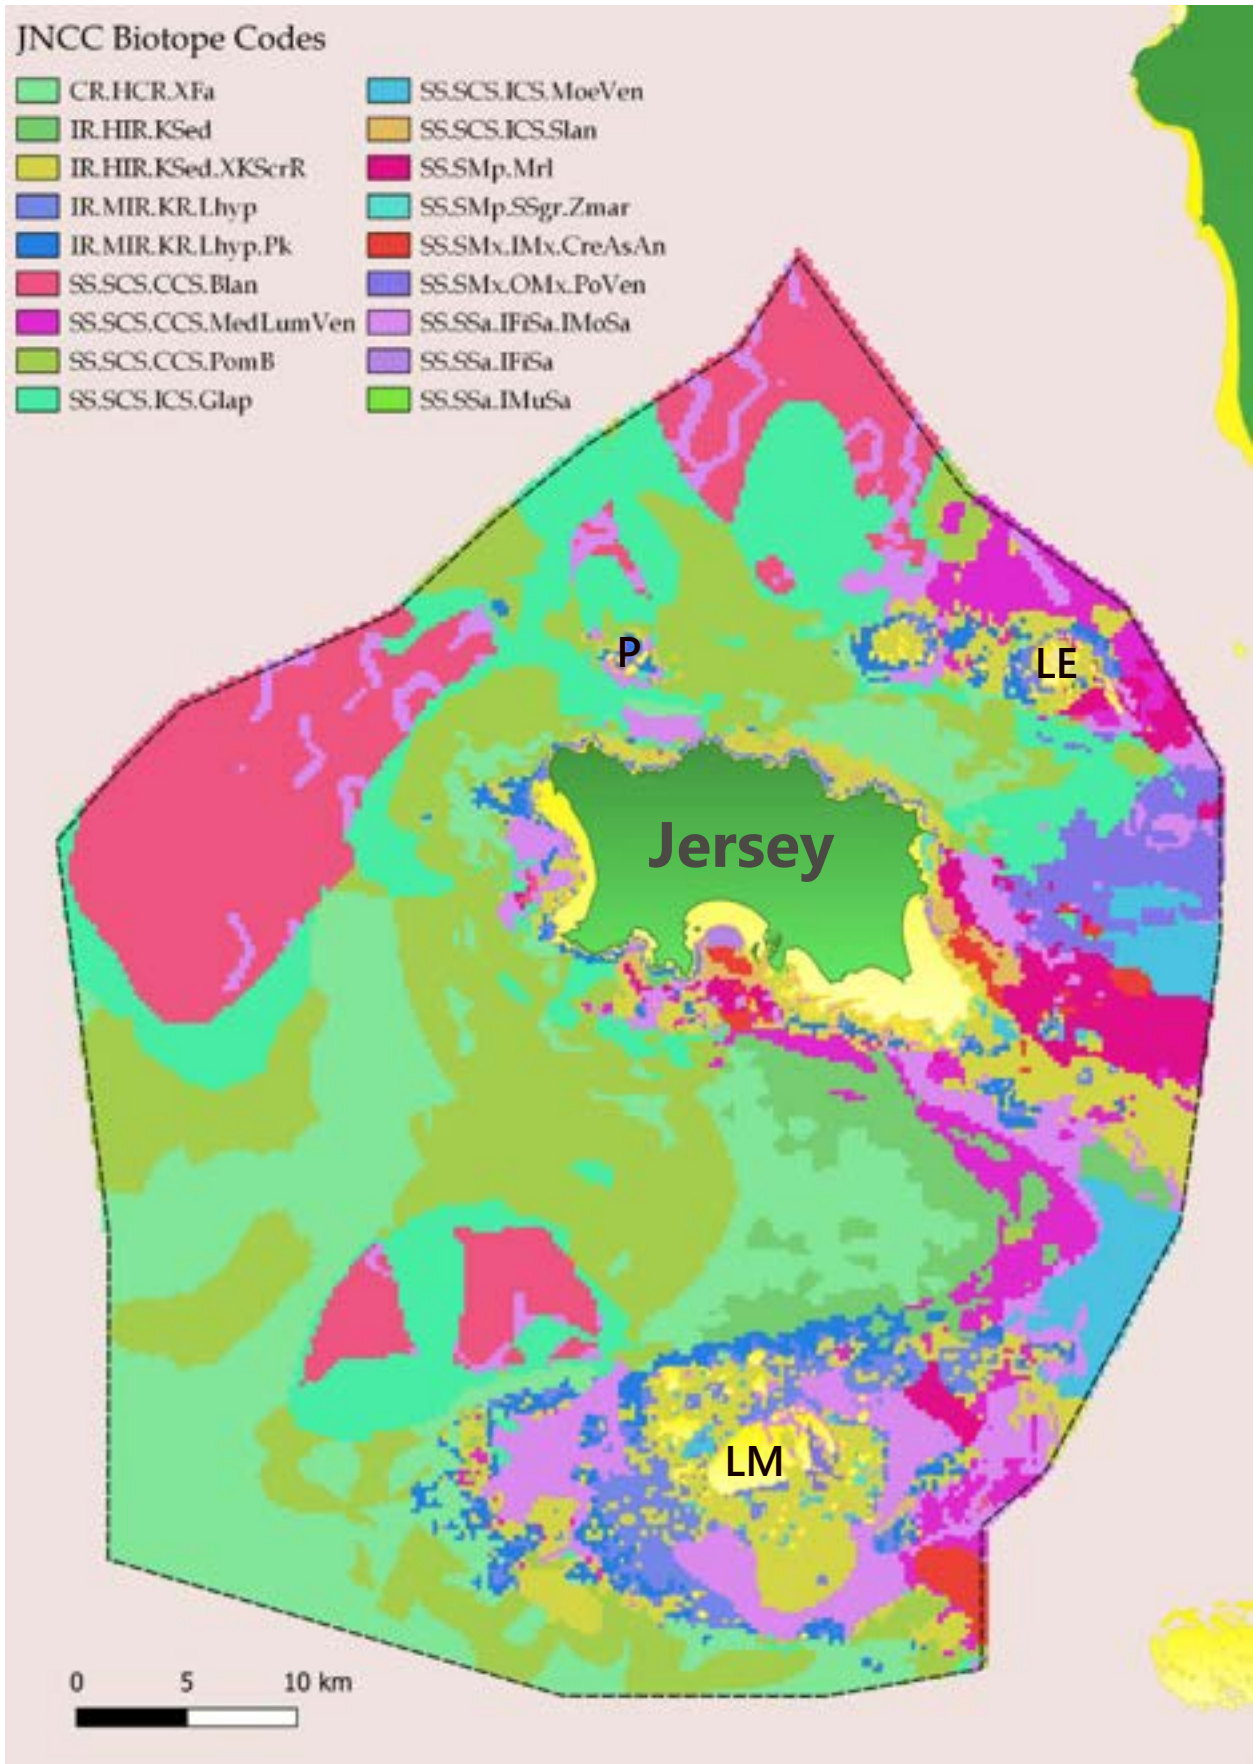 JNCC Biotope Codes
CR.HCR.XFa
IR.HIR.KSed
IR.HIR.KSed.XKScrR
IR.MIR.KR.Lhyp
IR.MIR.KR.Lhyp.Pk
SS.SCS.CCS.Blan
SS.SCS.CCS.MedLumVen
SS.SCS.CCS.PomB
SS.SCS.ICS.Glap
SS.SCS.ICS.MoeVen
SS.SCS.ICS.Slan
SS.SMp.Mrl
SS.SMp.SSgr.Zmar
SS.SMx.IMx.CreAsAn
SS.SMx.OMx.PoVen
SS.SSa.IFiSa.IMoSa
SS.SSa.IFiSa
SS.SSa.IMuSa
P
LE
Jersey
LM
0 5 10 km